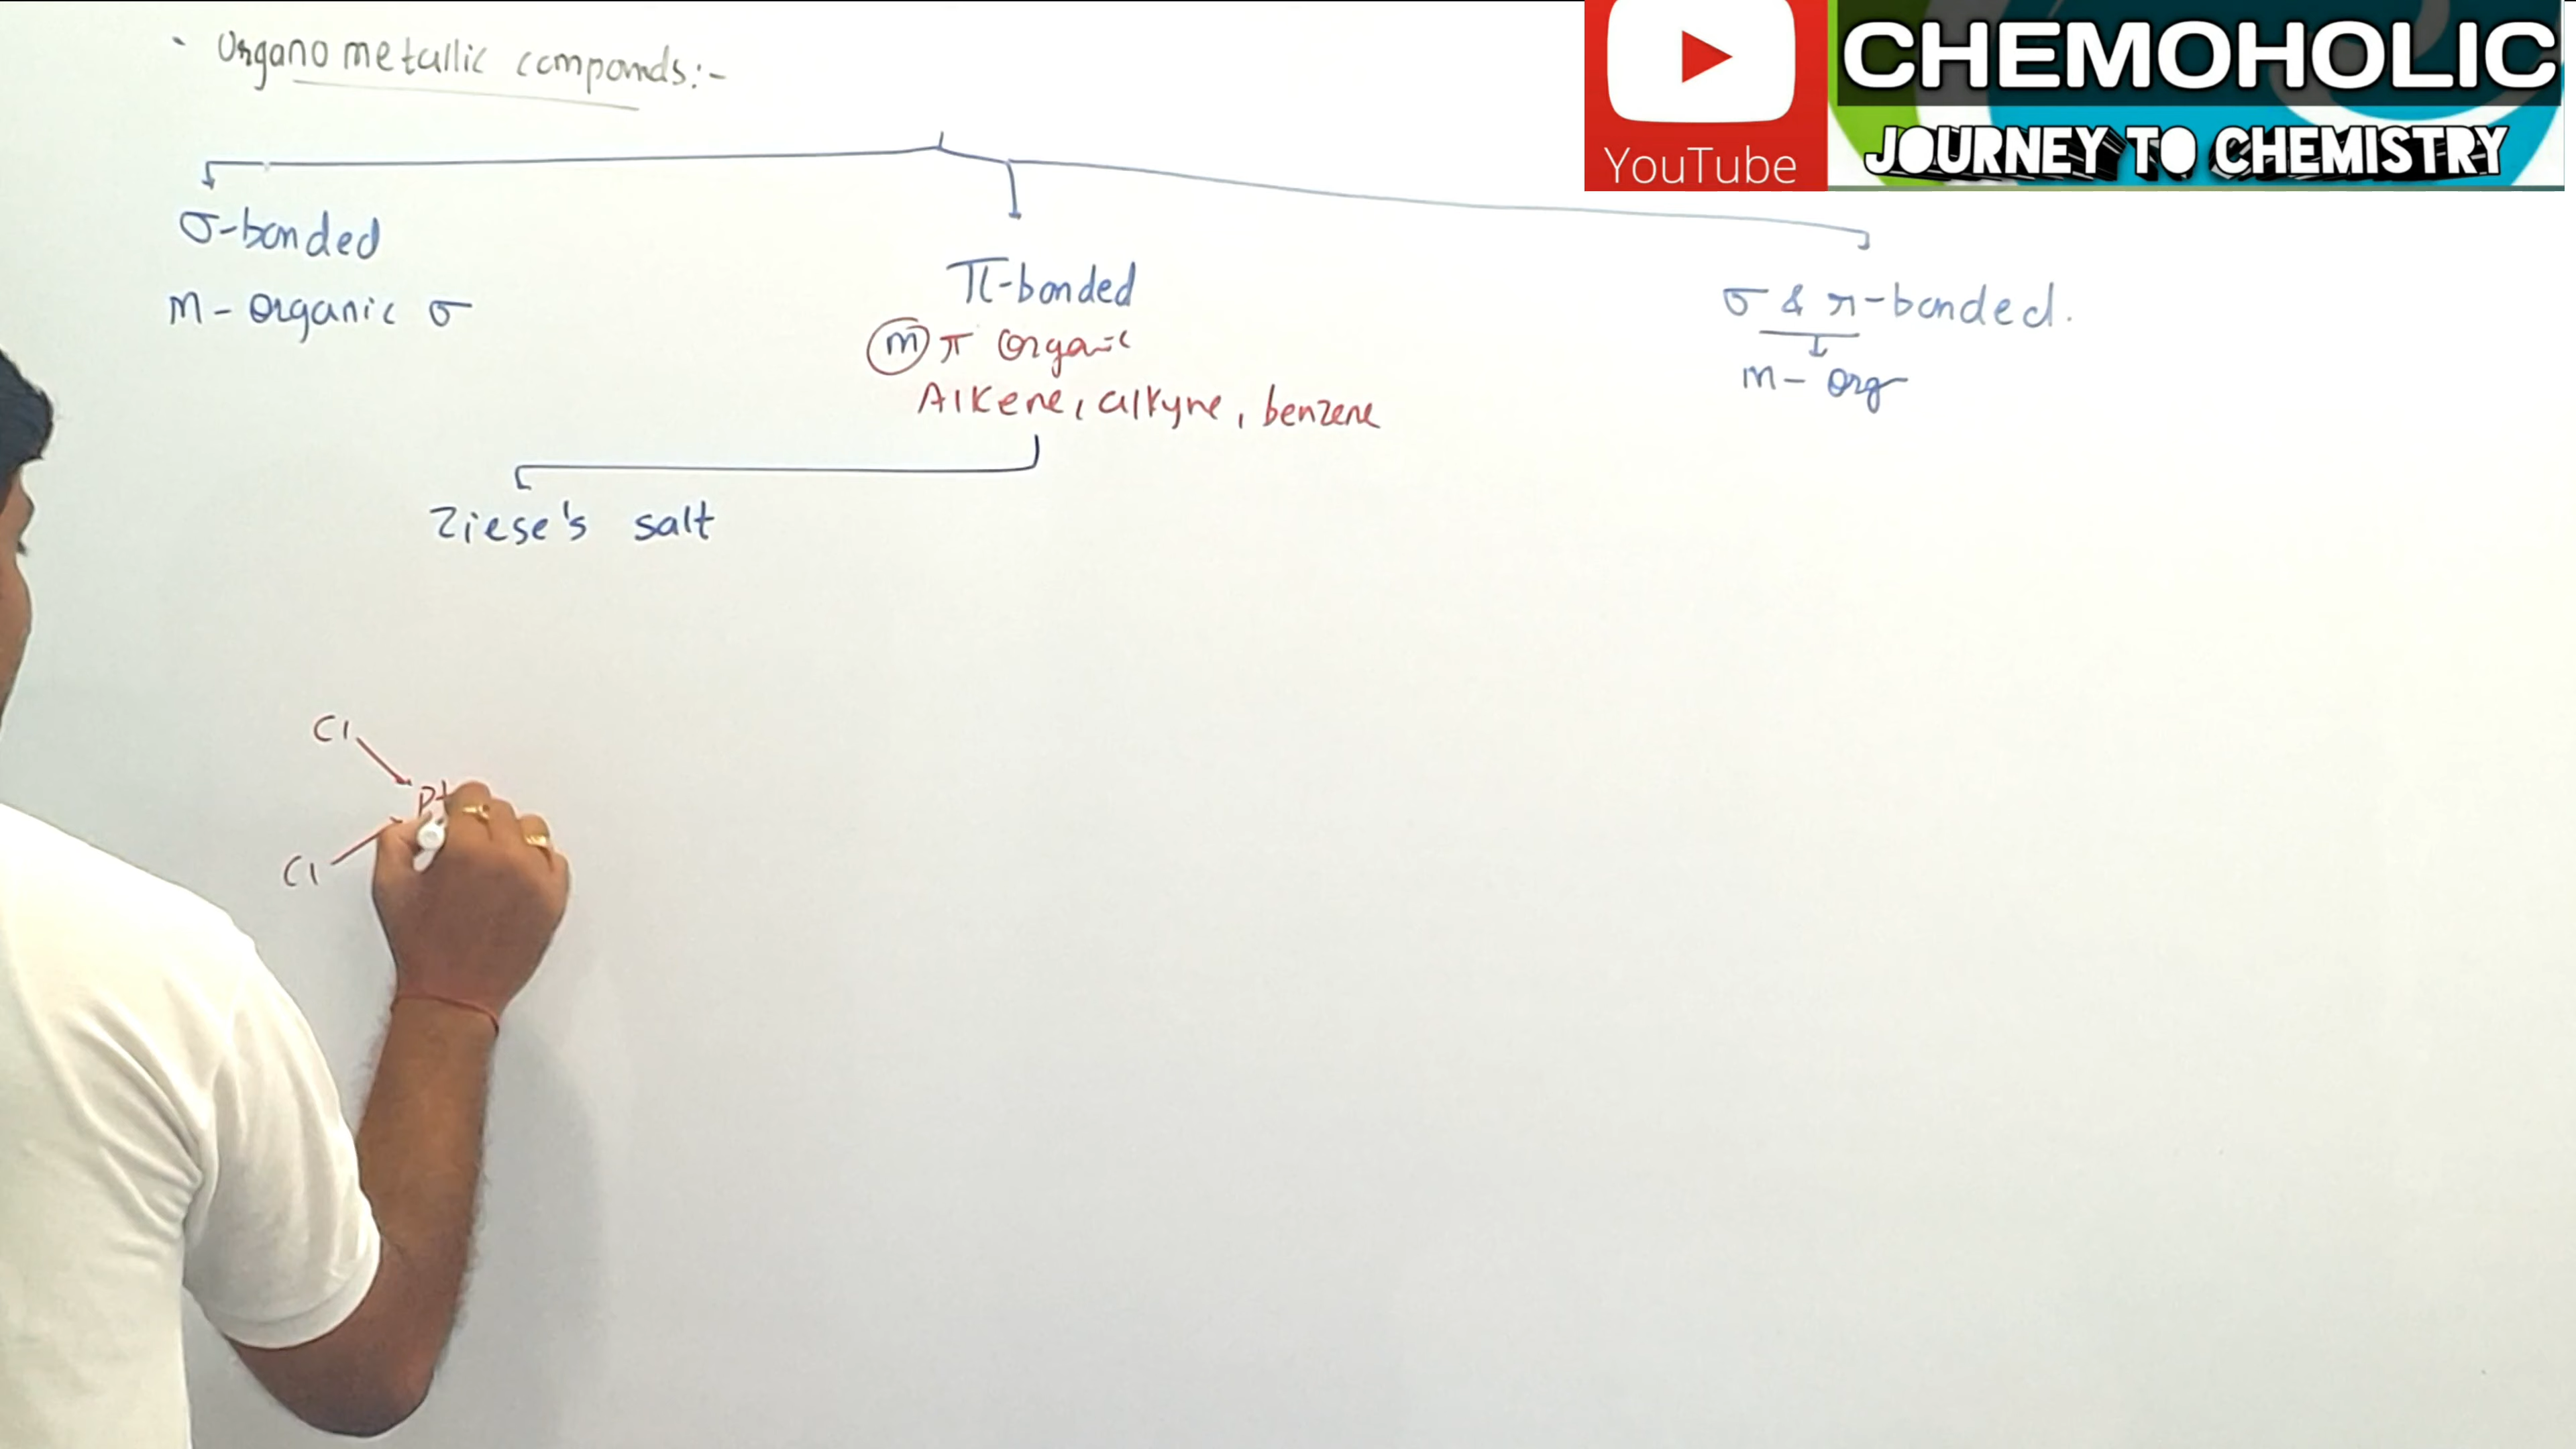 Organo metallic componds:-
YouTube
CHEMOHOLIC
JOURNEY TO CHEMISTRY
σ-bonded
m- organic σ
π-bonded
m π organic
Alkene, alkyne, benzene
σ & π-bonded.
m- org
Ziese's salt
Cl
Pt
Cl